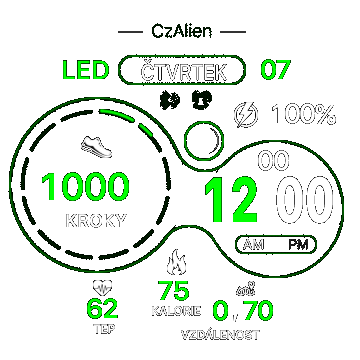 CzAlien
LED ČTVRTEK 07
100%
00
1000 12 00
KROKY
AM PM
62 75 0,70
TEP KALORIE
VZDÁLENOST